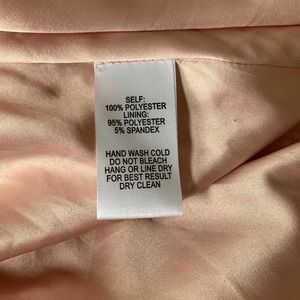 SELF:
100% POLYESTER
LINING:
95% POLYESTER
5% SPANDEX
HAND WASH COLD
DO NOT BLEACH
HANG OR LINE DRY
FOR BEST RESULT
DRY CLEAN